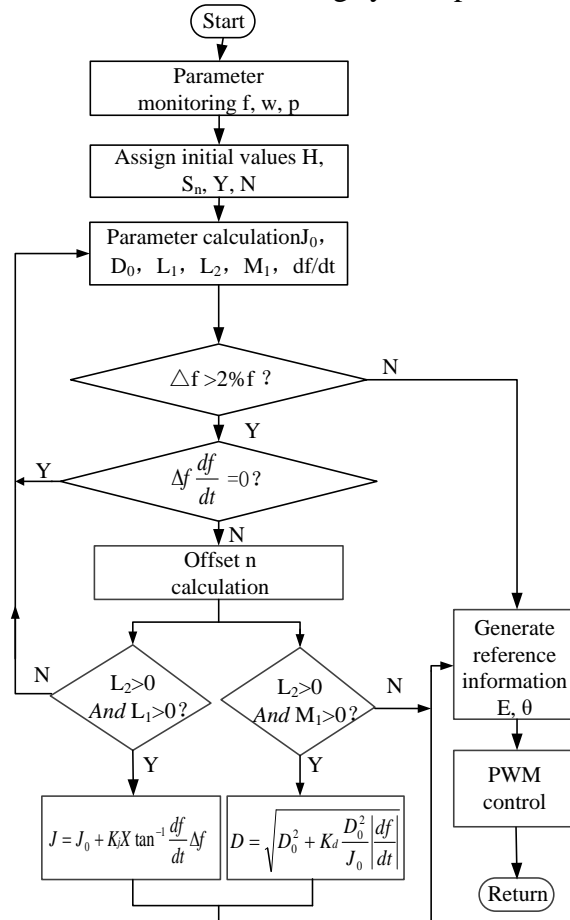 Start
Parameter
monitoring f, w, p
Assign initial values H,
Sₙ, Y, N
Parameter calculationJ₀，
D₀，L₁，L₂，M₁，df/dt
△f >2%f？
N
Y
Δf df/dt =0？
Y
N
Offset n
calculation
L₂>0
And L₁>0？
N
Y
L₂>0
And M₁>0？
N
Y
Generate
reference
information
E, θ
J = J₀ + KⱼX tan⁻¹ df/dt Δf
D = √(D₀² + K_d D₀²/J₀ |df/dt|)
PWM
control
Return